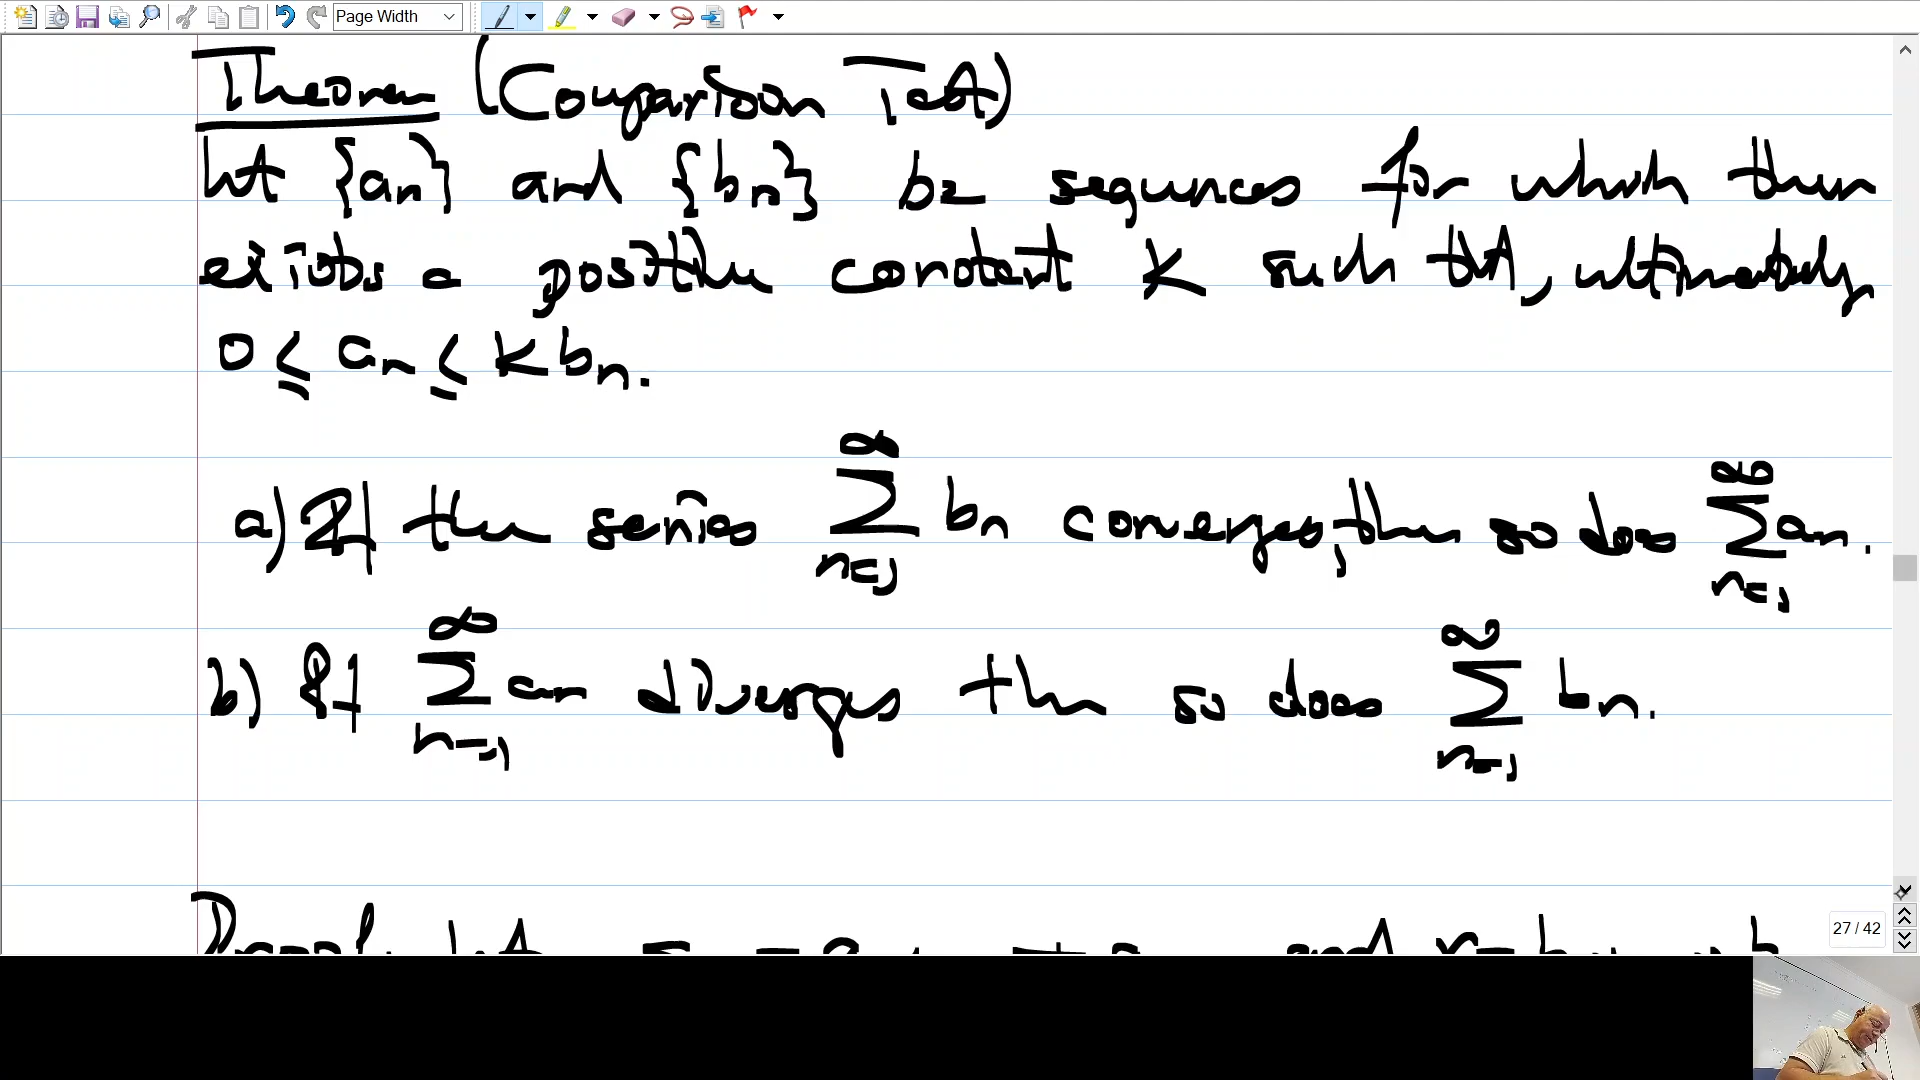 Page Width
Theorem (Comparison Test)
Let {an} and {bn} be sequences for which there
exists a positive constant K such that, ultimately
0 ≤ an ≤ K bn.
a) If the series ∑_{n=1}^{∞} bn converges, then so does ∑_{n=1}^{∞} an.
b) If ∑_{n=1}^{∞} an diverges then so does ∑_{n=1}^{∞} bn.
27 / 42